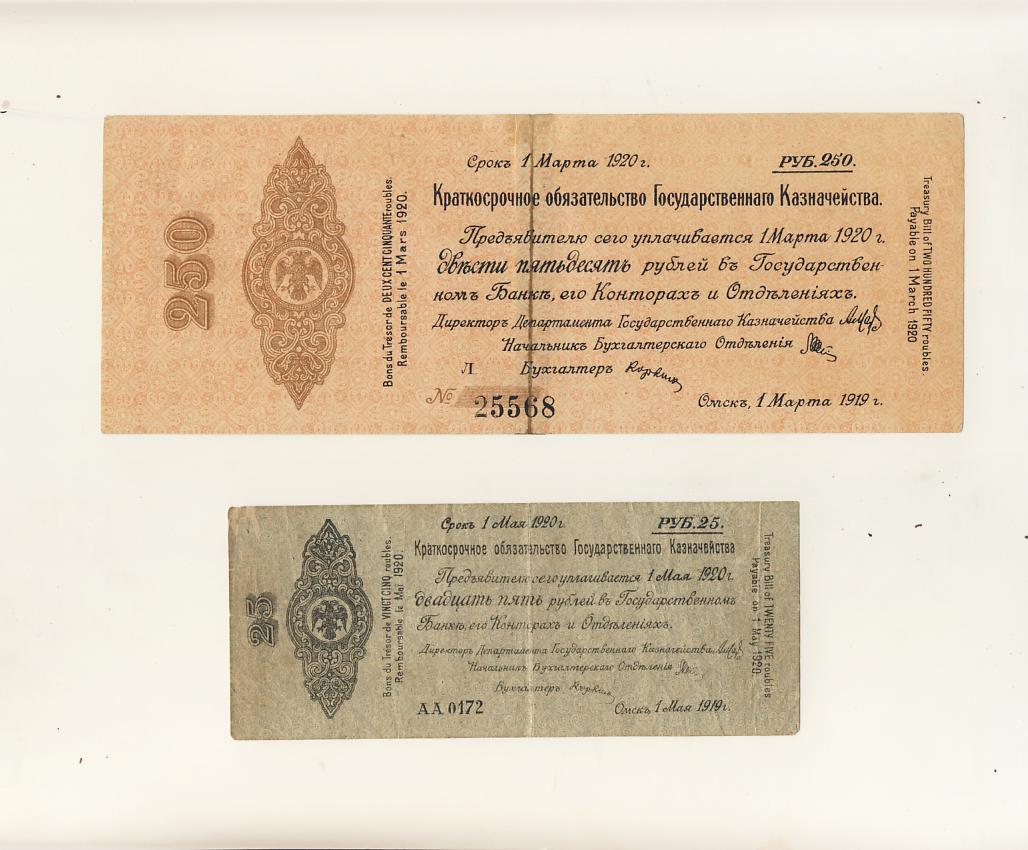 250
Bons du Tresor de DEUX CENT CINQUANTE roubles.
Remboursable le 1 Mars 1920.
Срокъ 1 Марта 1920 г.
РУБ. 250.
Краткосрочное обязательство Государственнаго Казначейства.
Предъявителю сего уплачивается 1 Марта 1920 г.
двѣсти пятьдесятъ рублей въ Государствен-
номъ Банкѣ, его Конторахъ и Отдѣленіяхъ.
Директоръ Департамента Государственнаго Казначейства
Начальникъ Бухгалтерскаго Отдѣленія
Л Бухгалтеръ
№ 25568
Омскъ, 1 Марта 1919 г.
Treasury Bill of TWO HUNDRED FIFTY roubles.
Payable on 1 March 1920
25
Bons du Tresor de VINGT CINQ roubles.
Remboursable le Mai 1920.
Срокъ 1 Мая 1920 г.
РУБ. 25.
Краткосрочное обязательство Государственнаго Казначейства
Предъявителю сего уплачивается 1 Мая 1920 г.
двадцать пять рублей въ Государственномъ
Банкѣ, его Конторахъ и Отдѣленіяхъ.
Директоръ Департамента Государственнаго Казначейства
Начальникъ Бухгалтерскаго Отдѣленія
Бухгалтеръ
АА 0172
Омскъ 1 Мая 1919 г.
Treasury Bill of TWENTY FIVE roubles
Payable on 1 May 1920.